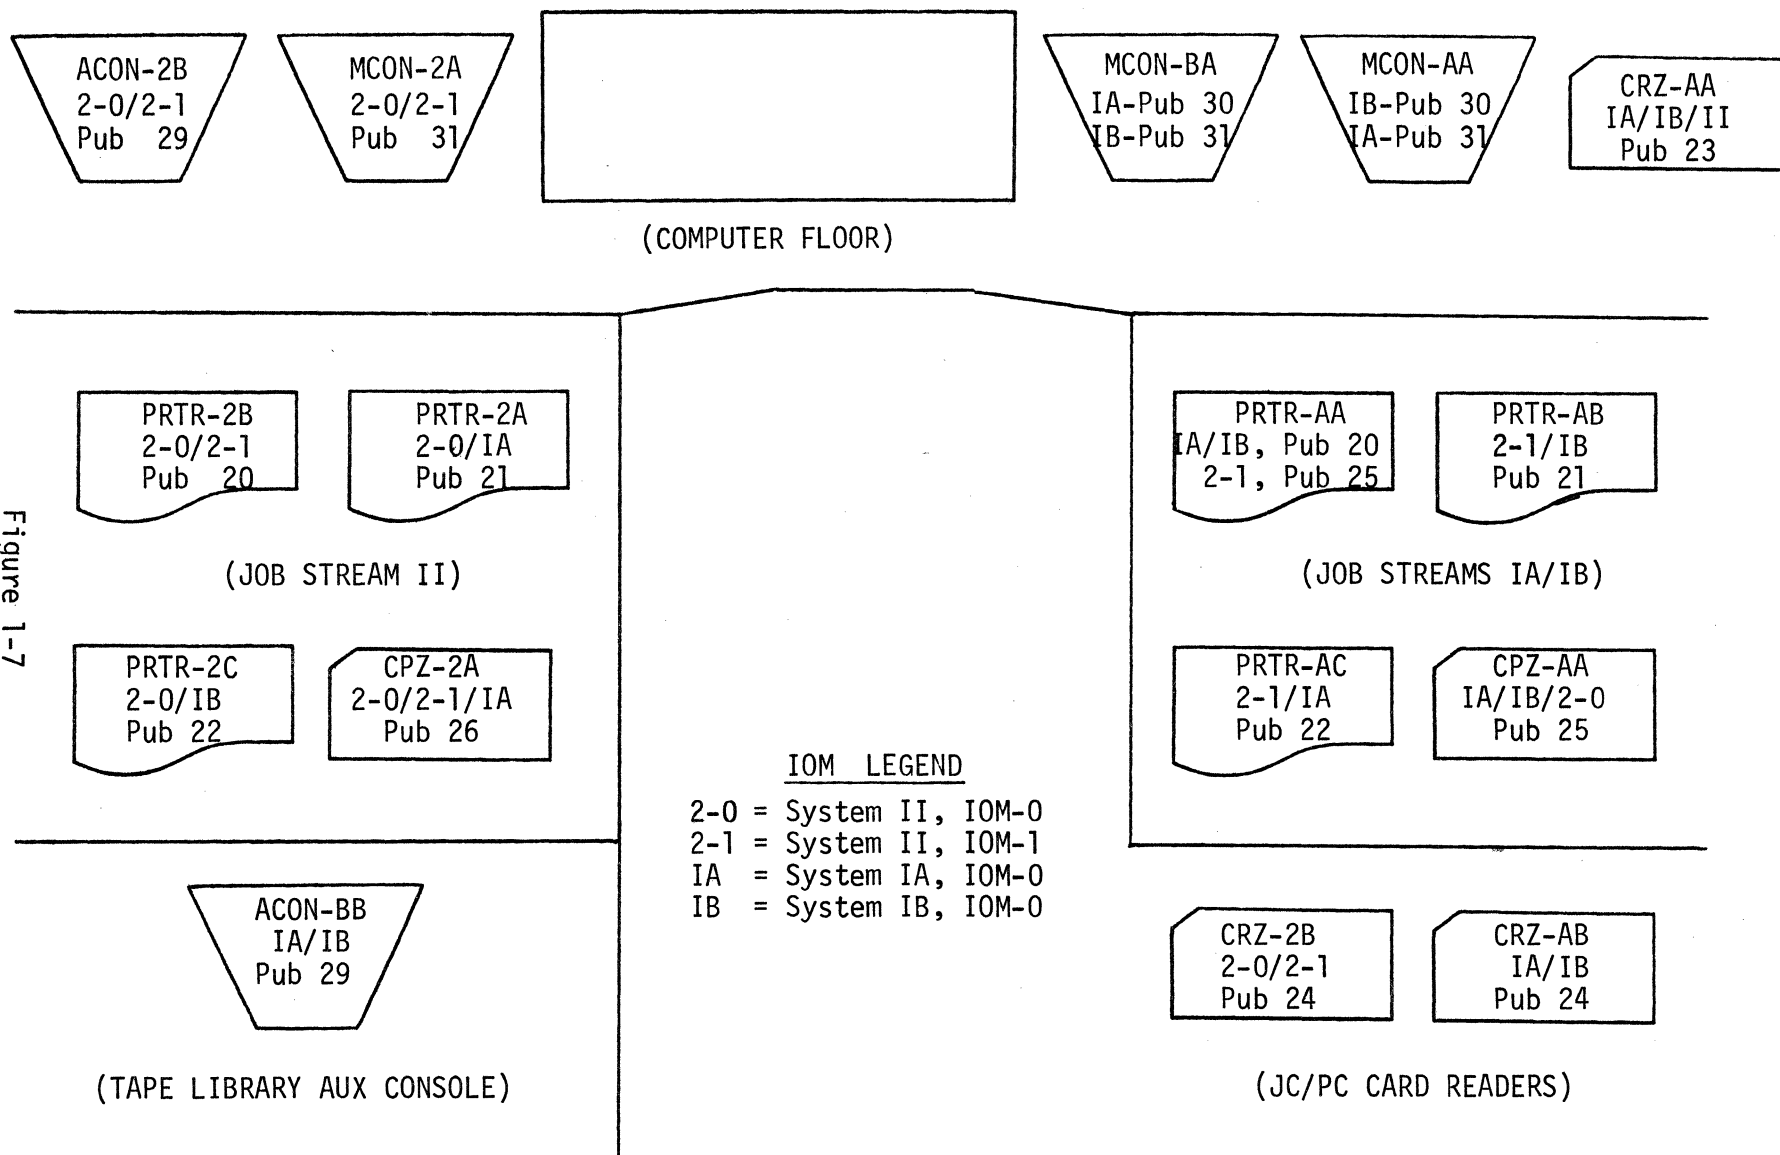 ACON-2B
2-0/2-1
Pub 29
MCON-2A
2-0/2-1
Pub 31
MCON-BA
IA-Pub 30
IB-Pub 31
MCON-AA
IB-Pub 30
IA-Pub 31
CRZ-AA
IA/IB/II
Pub 23
(COMPUTER FLOOR)
PRTR-2B
2-0/2-1
Pub 20
PRTR-2A
2-0/IA
Pub 21
(JOB STREAM II)
PRTR-2C
2-0/IB
Pub 22
CPZ-2A
2-0/2-1/IA
Pub 26
PRTR-AA
IA/IB, Pub 20
2-1, Pub 25
PRTR-AB
2-1/IB
Pub 21
(JOB STREAMS IA/IB)
PRTR-AC
2-1/IA
Pub 22
CPZ-AA
IA/IB/2-0
Pub 25
IOM LEGEND
2-0 = System II, IOM-0
2-1 = System II, IOM-1
IA = System IA, IOM-0
IB = System IB, IOM-0
ACON-BB
IA/IB
Pub 29
(TAPE LIBRARY AUX CONSOLE)
CRZ-2B
2-0/2-1
Pub 24
CRZ-AB
IA/IB
Pub 24
(JC/PC CARD READERS)
Figure 1-7